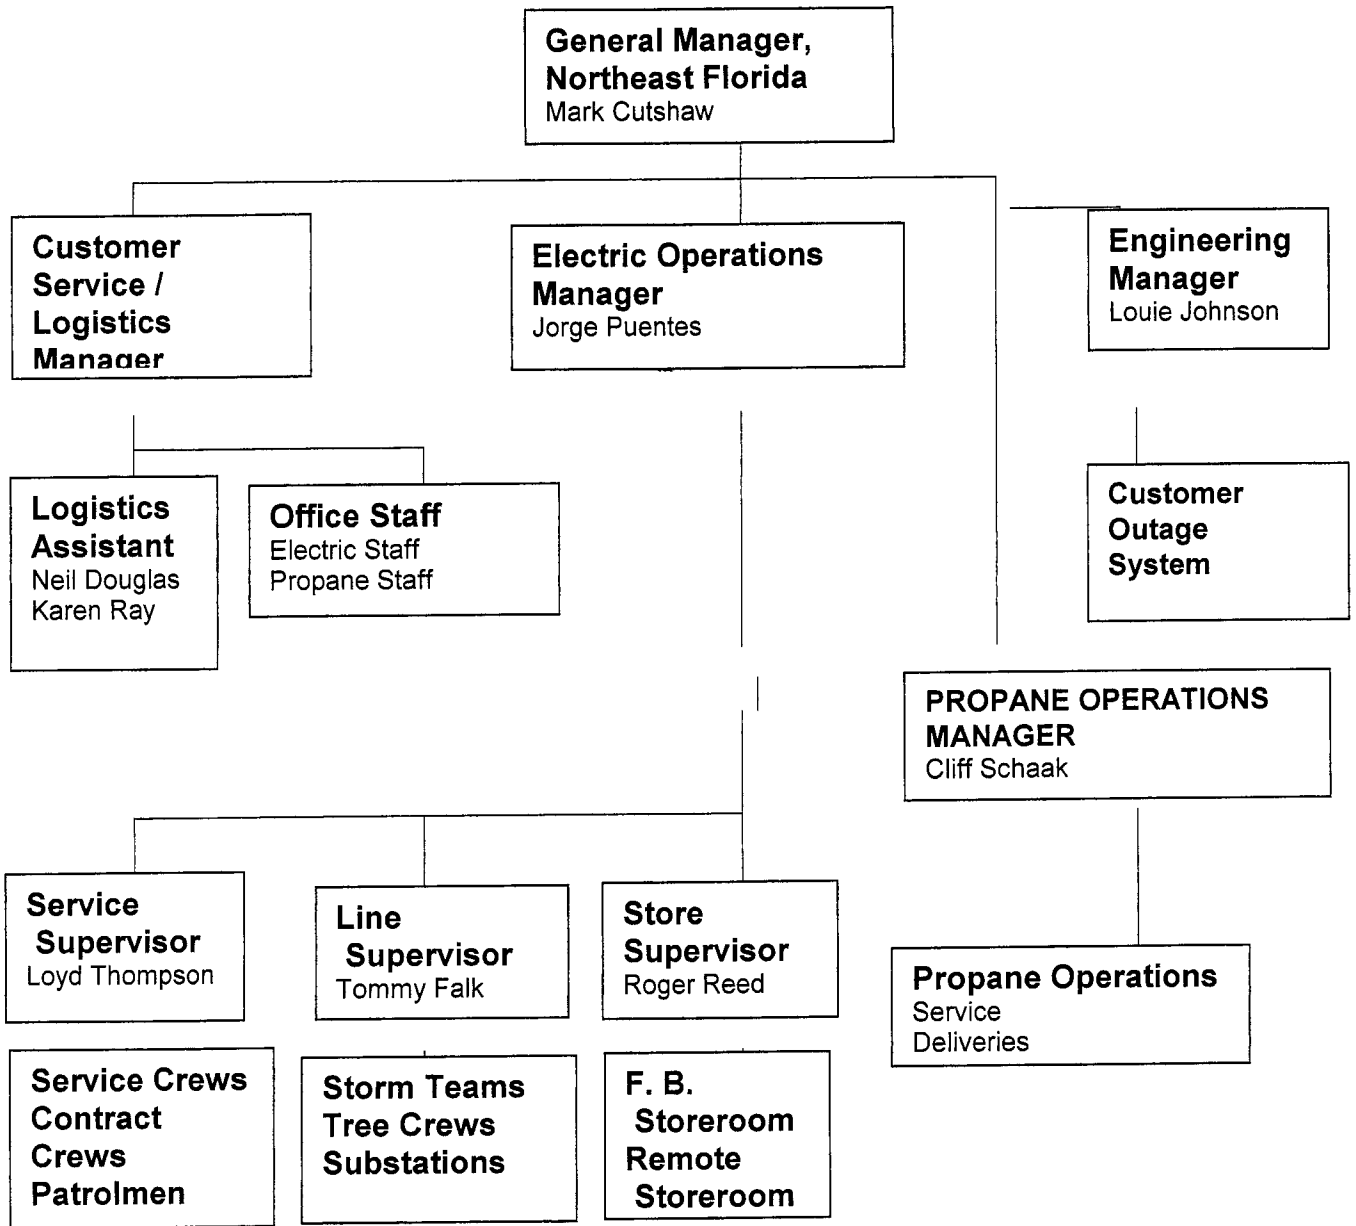 General Manager,
Northeast Florida
Mark Cutshaw
Customer
Service /
Logistics
Manager
Electric Operations
Manager
Jorge Puentes
Engineering
Manager
Louie Johnson
Logistics
Assistant
Neil Douglas
Karen Ray
Office Staff
Electric Staff
Propane Staff
Customer
Outage
System
PROPANE OPERATIONS
MANAGER
Cliff Schaak
Service
Supervisor
Loyd Thompson
Line
Supervisor
Tommy Falk
Store
Supervisor
Roger Reed
Propane Operations
Service
Deliveries
Service Crews
Contract
Crews
Patrolmen
Storm Teams
Tree Crews
Substations
F. B.
Storeroom
Remote
Storeroom